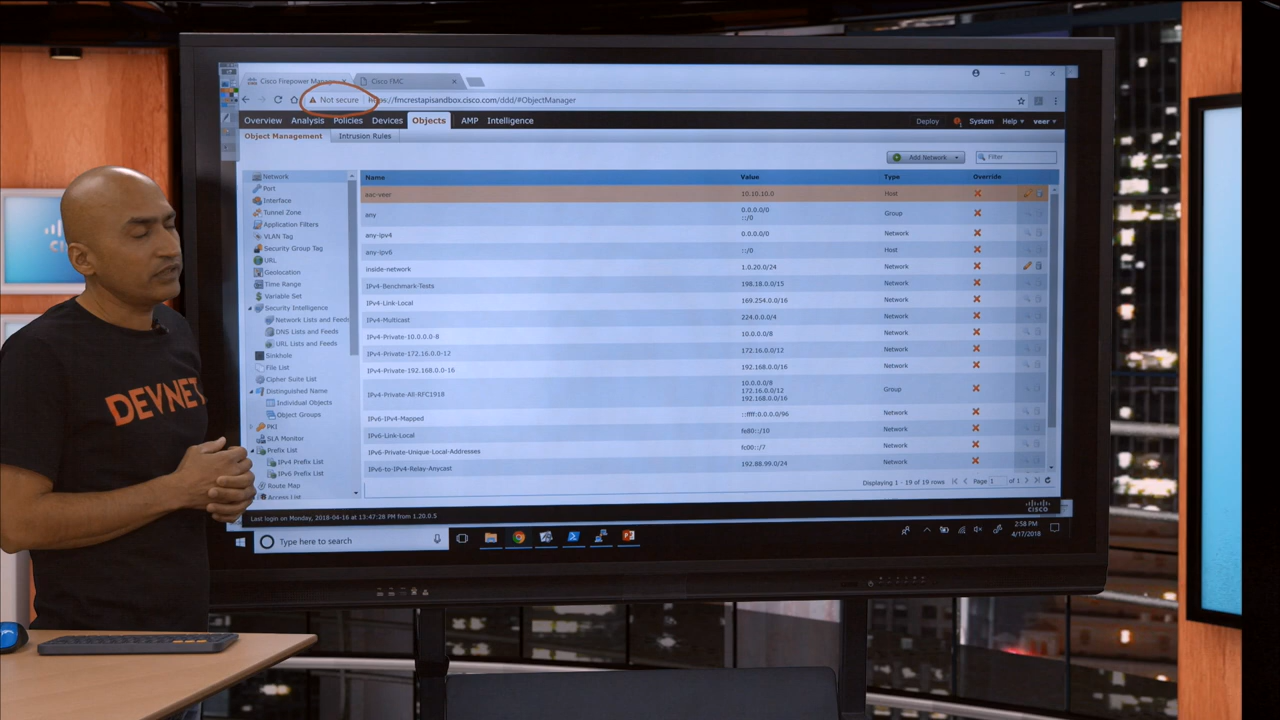 Cisco Firepower Manag
Cisco FMC
Not secure
https://fmcrestapisandbox.cisco.com/ddd/#ObjectManager
Overview Analysis Policies Devices Objects AMP Intelligence Deploy System Help veer
Object Management Intrusion Rules
Add Network Filter
Network
Port
Interface
Tunnel Zone
Application Filters
VLAN Tag
Security Group Tag
URL
Geolocation
Time Range
Variable Set
Security Intelligence
Network Lists and Feeds
DNS Lists and Feeds
URL Lists and Feeds
Sinkhole
File List
Cipher Suite List
Distinguished Name
Individual Objects
Object Groups
PKI
SLA Monitor
Prefix List
IPv4 Prefix List
IPv6 Prefix List
Route Map
Access List
Name Value Type Override
aac-veer 10.10.10.0 Host
any 0.0.0.0/0 Group
::/0
any-ipv4 0.0.0.0/0 Network
any-ipv6 ::/0 Host
inside-network 1.0.20.0/24 Network
IPv4-Benchmark-Tests 198.18.0.0/15 Network
IPv4-Link-Local 169.254.0.0/16 Network
IPv4-Multicast 224.0.0.0/4 Network
IPv4-Private-10.0.0.0-8 10.0.0.0/8 Network
IPv4-Private-172.16.0.0-12 172.16.0.0/12 Network
IPv4-Private-192.168.0.0-16 192.168.0.0/16 Network
IPv4-Private-All-RFC1918 10.0.0.0/8 Group
172.16.0.0/12
192.168.0.0/16
IPv6-IPv4-Mapped ::ffff:0.0.0.0/96 Network
IPv6-Link-Local fe80::/10 Network
IPv6-Private-Unique-Local-Addresses fc00::/7 Network
IPv6-to-IPv4-Relay-Anycast 192.88.99.0/24 Network
Displaying 1 - 19 of 19 rows Page 1 of 1
Last login on Monday, 2018-04-16 at 13:47:28 from 1.20.0.5
CISCO
Type here to search
2:58 PM
4/17/2018
DEVNET